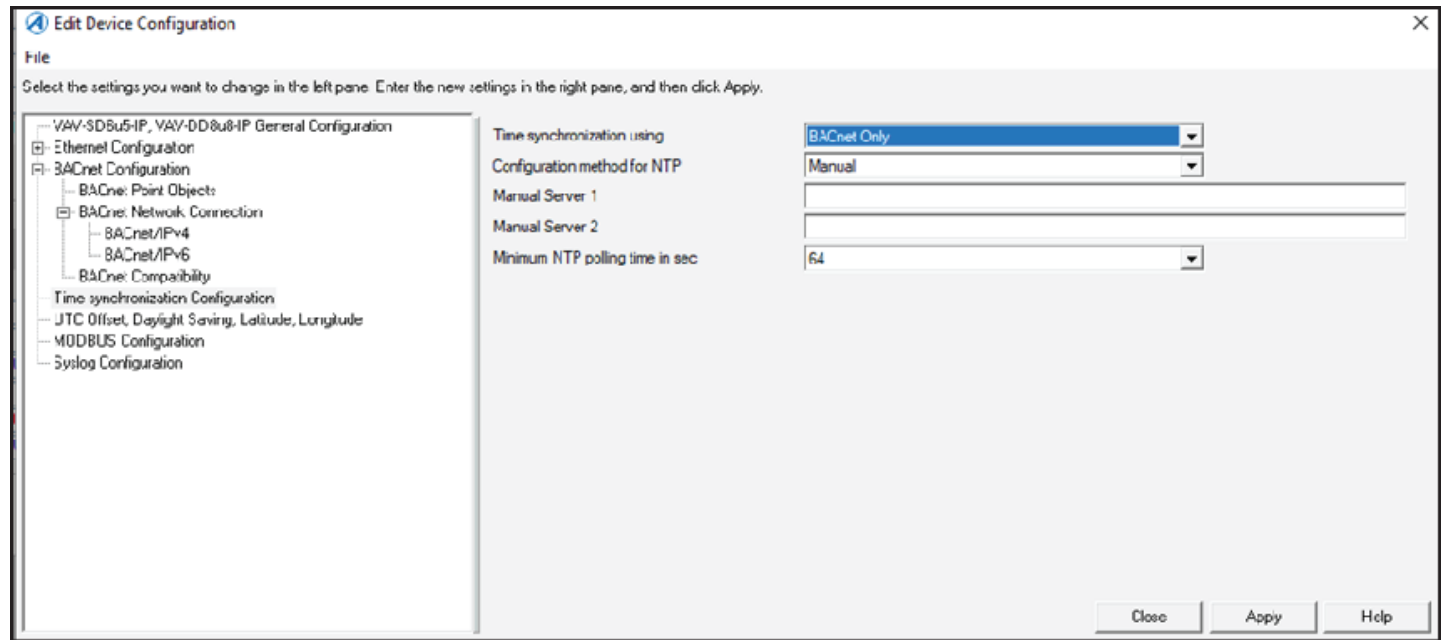 Edit Device Configuration
File
Select the settings you want to change in the left pane. Enter the new settings in the right pane, and then click Apply.
VAV-SD8u5-IP, VAV-DD8u8-IP General Configuration
Ethernet Configuration
BACnet Configuration
BACnet Point Objects
BACnet Network Connection
BACnet/IPv4
BACnet/IPv6
BACnet Compatibility
Time synchronization Configuration
UTC Offset, Daylight Saving, Latitude, Longitude
MODBUS Configuration
Syslog Configuration
Time synchronization using BACnet Only
Configuration method for NTP Manual
Manual Server 1
Manual Server 2
Minimum NTP polling time in sec 64
Close Apply Help